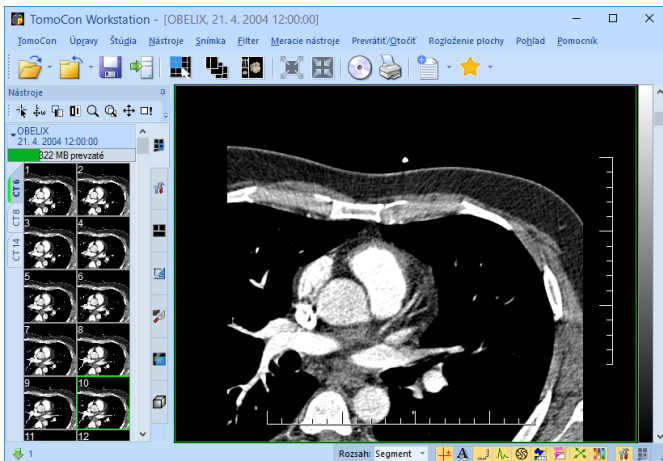 TomoCon Workstation - [OBELIX, 21. 4. 2004 12:00:00]
TomoCon Úpravy Štúdia Nástroje Snímka Filter Meracie nástroje Prevrátiť/Otočiť Rozloženie plochy Pohľad Pomocník
Nástroje
OBELIX
21. 4. 2004 12:00:00
322 MB prevzaté
CT 6
CT 8
CT 14
1 2
3 4
5 6
7 8
9 10
11 12
1 Rozsah: Segment A